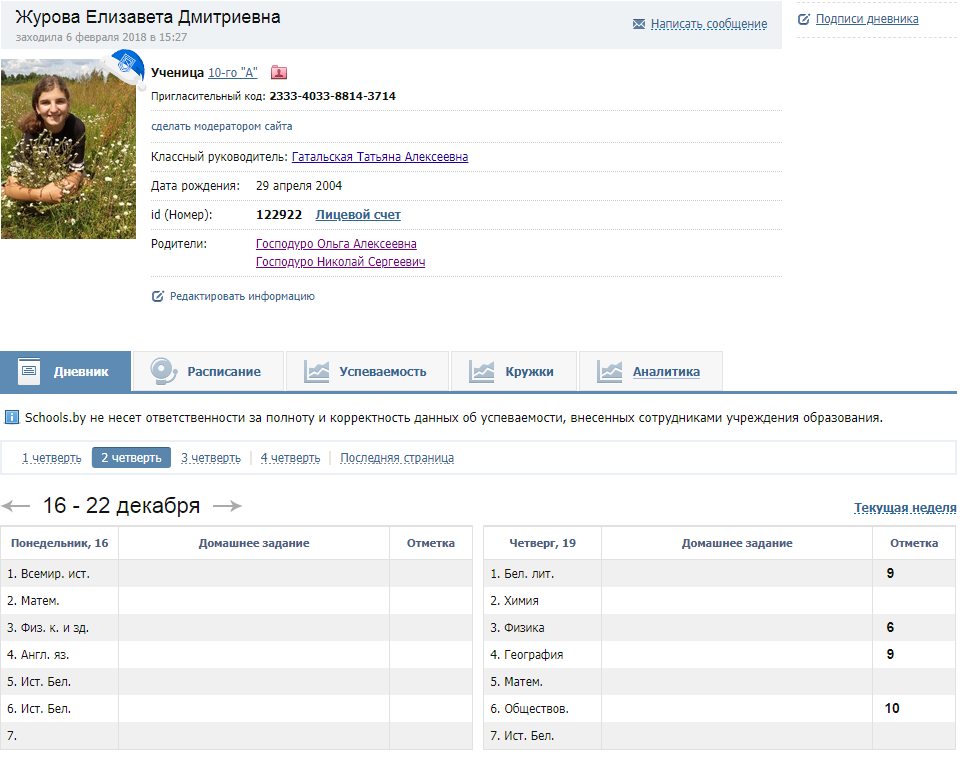 Журова Елизавета Дмитриевна
заходила 6 февраля 2018 в 15:27
Написать сообщение
Подписи дневника
Ученица 10-го "А"
Пригласительный код: 2333-4033-8814-3714
сделать модератором сайта
Классный руководитель: Гатальская Татьяна Алексеевна
Дата рождения: 29 апреля 2004
id (Номер): 122922 Лицевой счет
Родители: Господуро Ольга Алексеевна
Господуро Николай Сергеевич
Редактировать информацию
Дневник Расписание Успеваемость Кружки Аналитика
Schools.by не несет ответственности за полноту и корректность данных об успеваемости, внесенных сотрудниками учреждения образования.
1 четверть 2 четверть 3 четверть 4 четверть Последняя страница
16 - 22 декабря
Текущая неделя
Понедельник, 16 Домашнее задание Отметка
1. Всемир. ист.
2. Матем.
3. Физ. к. и зд.
4. Англ. яз.
5. Ист. Бел.
6. Ист. Бел.
7.
Четверг, 19 Домашнее задание Отметка
1. Бел. лит. 9
2. Химия
3. Физика 6
4. География 9
5. Матем.
6. Обществов. 10
7. Ист. Бел.